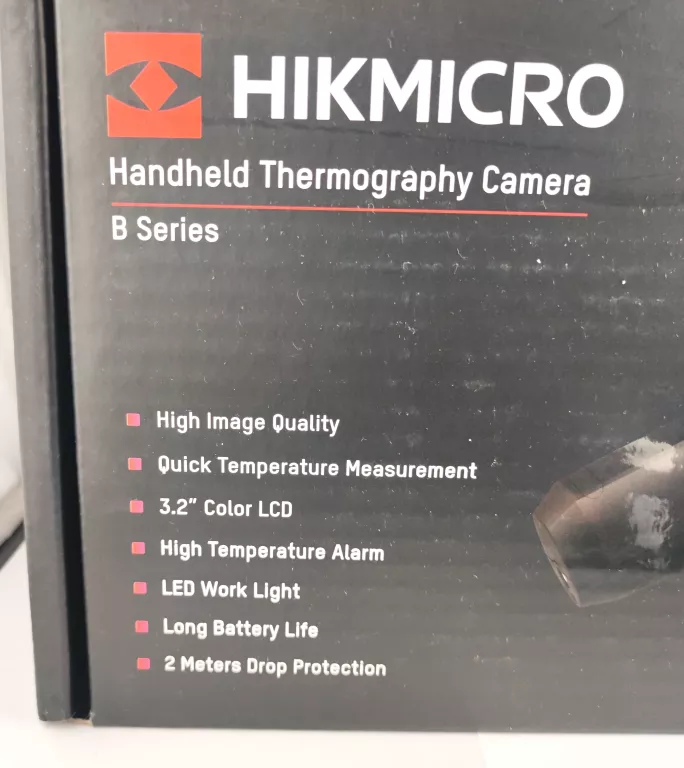 HIKMICRO
Handheld Thermography Camera
B Series
High Image Quality
Quick Temperature Measurement
3.2" Color LCD
High Temperature Alarm
LED Work Light
Long Battery Life
2 Meters Drop Protection